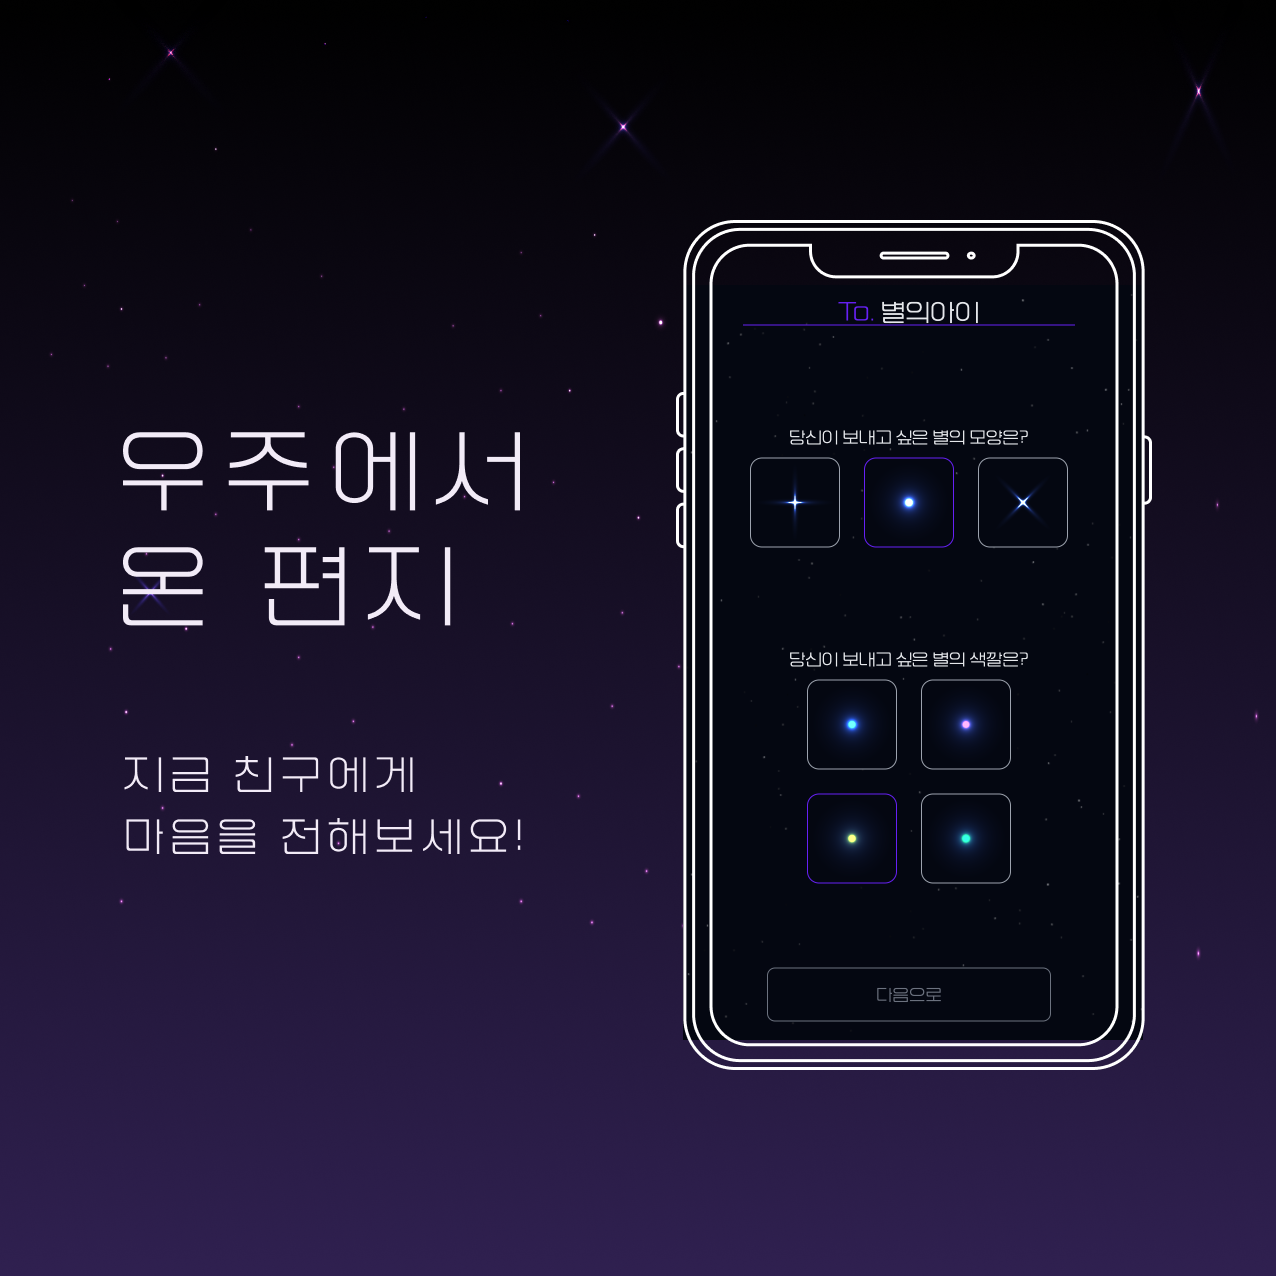 우주에서
온 편지
지금 친구에게
마음을 전해보세요!
To. 별의아이
당신이 보내고 싶은 별의 모양은?
당신이 보내고 싶은 별의 색깔은?
다음으로